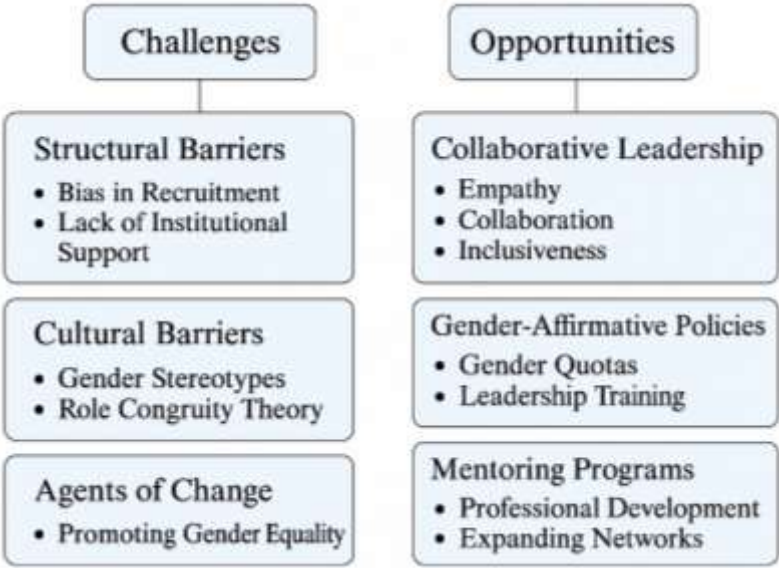 Challenges
Structural Barriers
• Bias in Recruitment
• Lack of Institutional
Support
Cultural Barriers
• Gender Stereotypes
• Role Congruity Theory
Agents of Change
• Promoting Gender Equality
Opportunities
Collaborative Leadership
• Empathy
• Collaboration
• Inclusiveness
Gender-Affirmative Policies
• Gender Quotas
• Leadership Training
Mentoring Programs
• Professional Development
• Expanding Networks